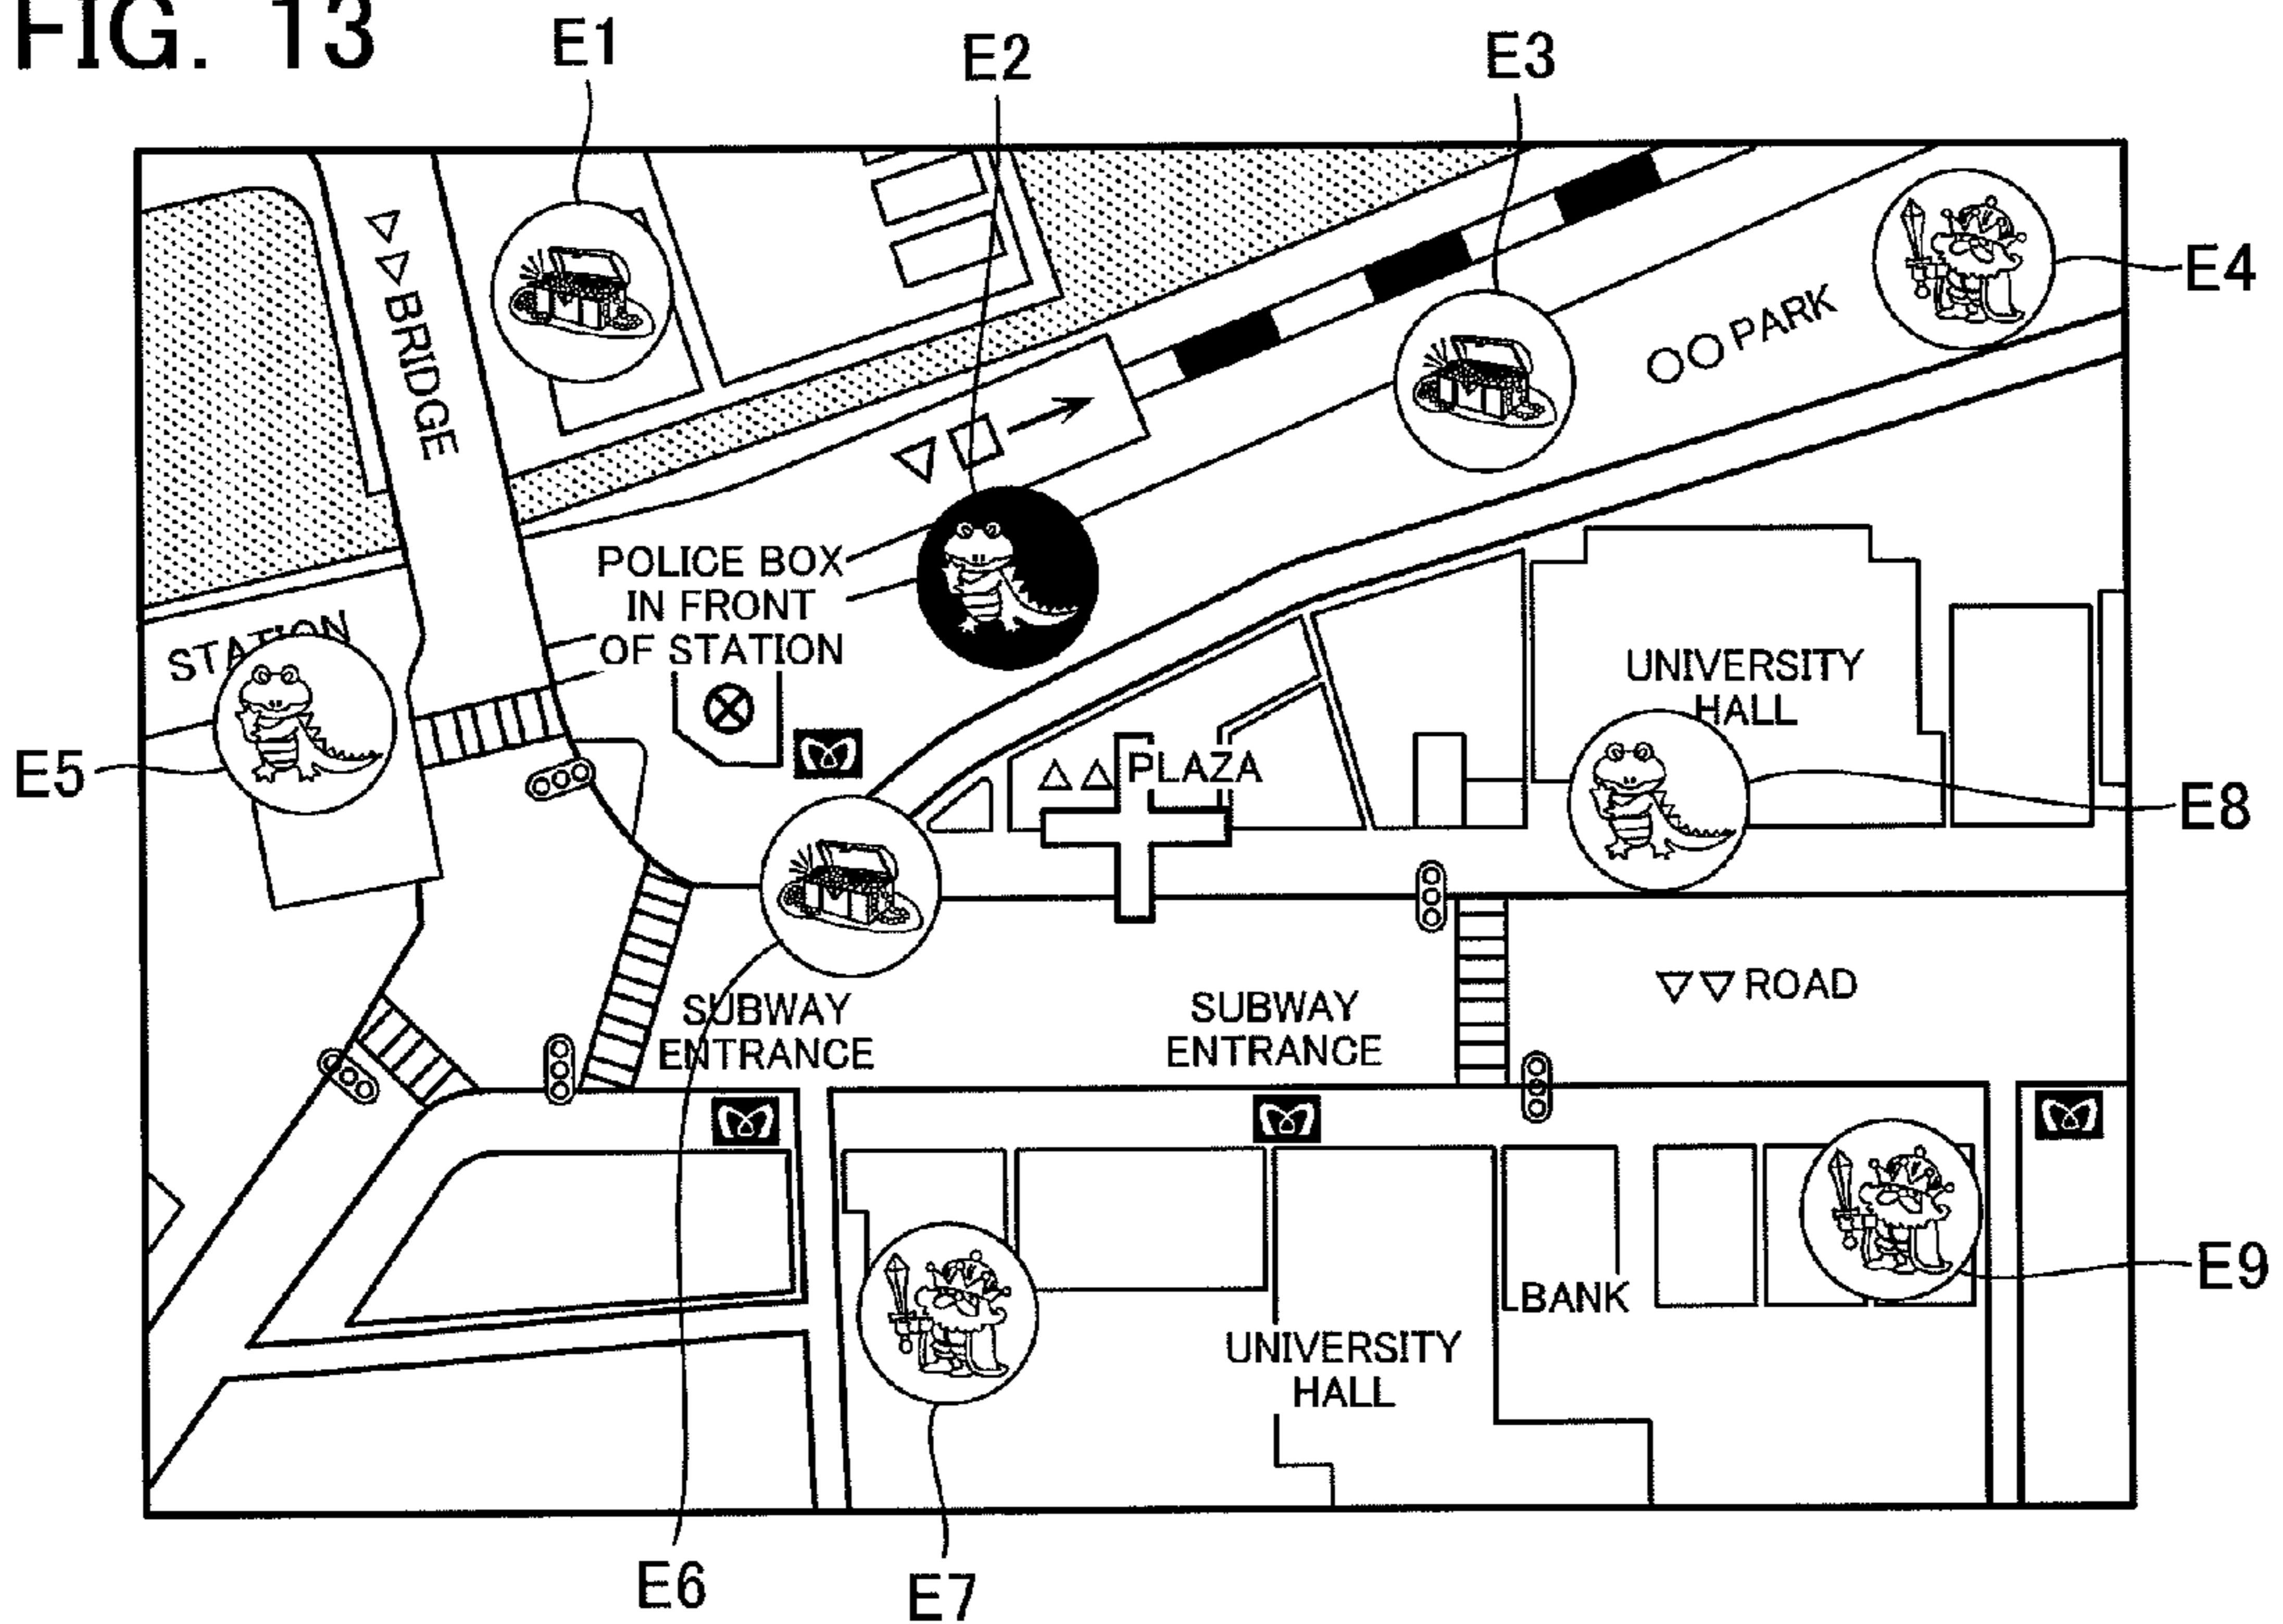 FIG. 13
E1
E2
E3
E4
▽▽BRIDGE
○○PARK
▽□
POLICE BOX
IN FRONT
OF STATION
STATION
UNIVERSITY
HALL
E5
△△PLAZA
E8
▽▽ROAD
SUBWAY
ENTRANCE
SUBWAY
ENTRANCE
BANK
E9
UNIVERSITY
HALL
E6
E7